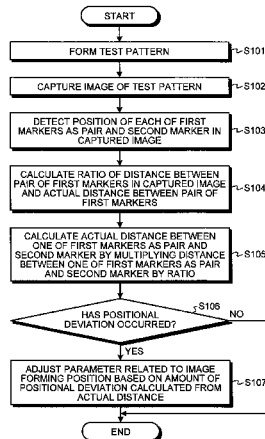 START
FORM TEST PATTERN
S101
CAPTURE IMAGE OF TEST PATTERN
S102
DETECT POSITION OF EACH OF FIRST
MARKERS AS PAIR AND SECOND MARKER IN
CAPTURED IMAGE
S103
CALCULATE RATIO OF DISTANCE BETWEEN
PAIR OF FIRST MARKERS IN CAPTURED IMAGE
AND ACTUAL DISTANCE BETWEEN PAIR OF
FIRST MARKERS
S104
CALCULATE ACTUAL DISTANCE BETWEEN
ONE OF FIRST MARKERS AS PAIR AND
SECOND MARKER BY MULTIPLYING DISTANCE
BETWEEN ONE OF FIRST MARKERS AS PAIR
AND SECOND MARKER BY RATIO
S105
S106
HAS POSITIONAL
DEVIATION OCCURRED?
NO
YES
ADJUST PARAMETER RELATED TO IMAGE
FORMING POSITION BASED ON AMOUNT OF
POSITIONAL DEVIATION CALCULATED FROM
ACTUAL DISTANCE
S107
END